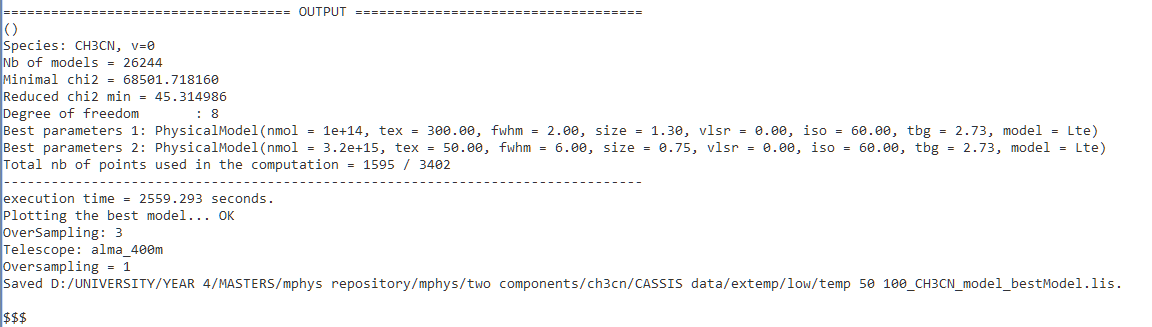 ==================================== OUTPUT ====================================
()
Species: CH3CN, v=0
Nb of models = 26244
Minimal chi2 = 68501.718160
Reduced chi2 min = 45.314986
Degree of freedom       : 8
Best parameters 1: PhysicalModel(nmol = 1e+14, tex = 300.00, fwhm = 2.00, size = 1.30, vlsr = 0.00, iso = 60.00, tbg = 2.73, model = Lte)
Best parameters 2: PhysicalModel(nmol = 3.2e+15, tex = 50.00, fwhm = 6.00, size = 0.75, vlsr = 0.00, iso = 60.00, tbg = 2.73, model = Lte)
Total nb of points used in the computation = 1595 / 3402
--------------------------------------------------------------------------------
execution time = 2559.293 seconds.
Plotting the best model... OK
OverSampling: 3
Telescope: alma_400m
Oversampling = 1
Saved D:/UNIVERSITY/YEAR 4/MASTERS/mphys repository/mphys/two components/ch3cn/CASSIS data/extemp/low/temp 50 100_CH3CN_model_bestModel.lis.
$$$